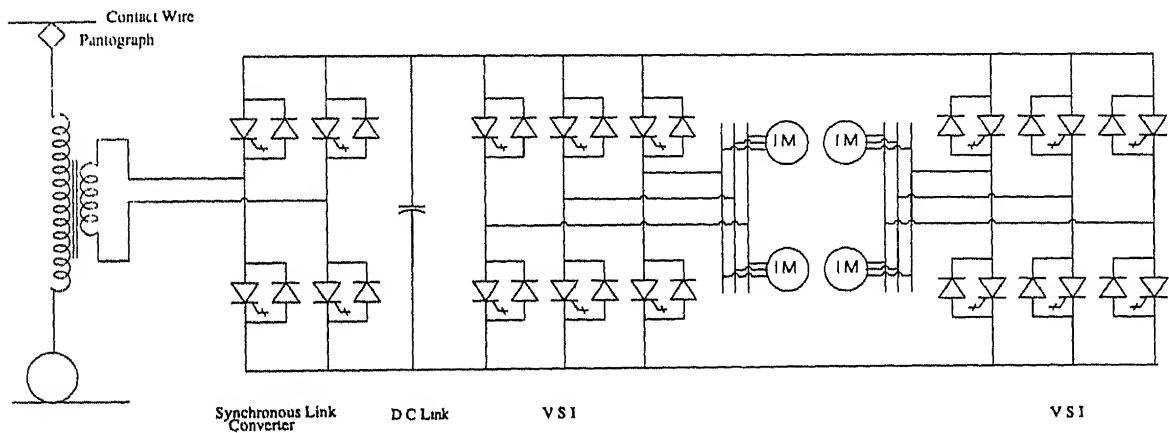 Contact Wire
Pantograph
IM
IM
IM
IM
Synchronous Link
Converter
D C Link
V S I
V S I